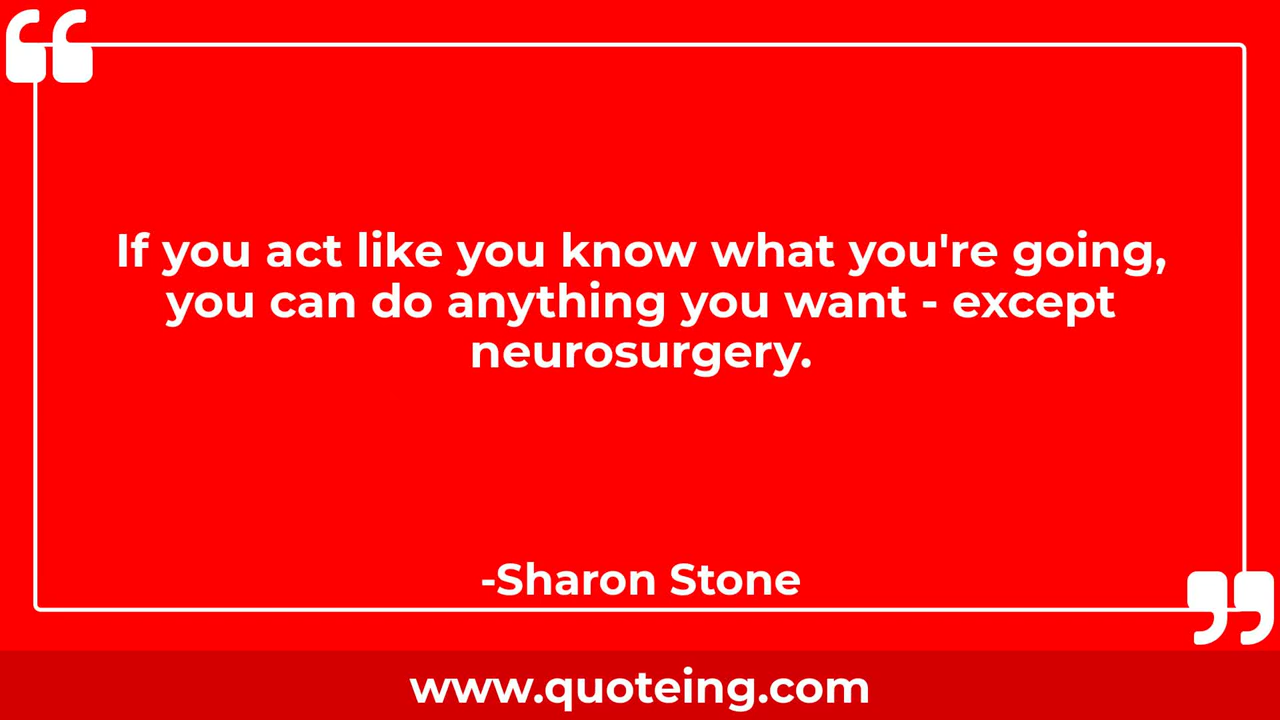 If you act like you know what you're going,
you can do anything you want - except
neurosurgery.
-Sharon Stone
www.quoteing.com